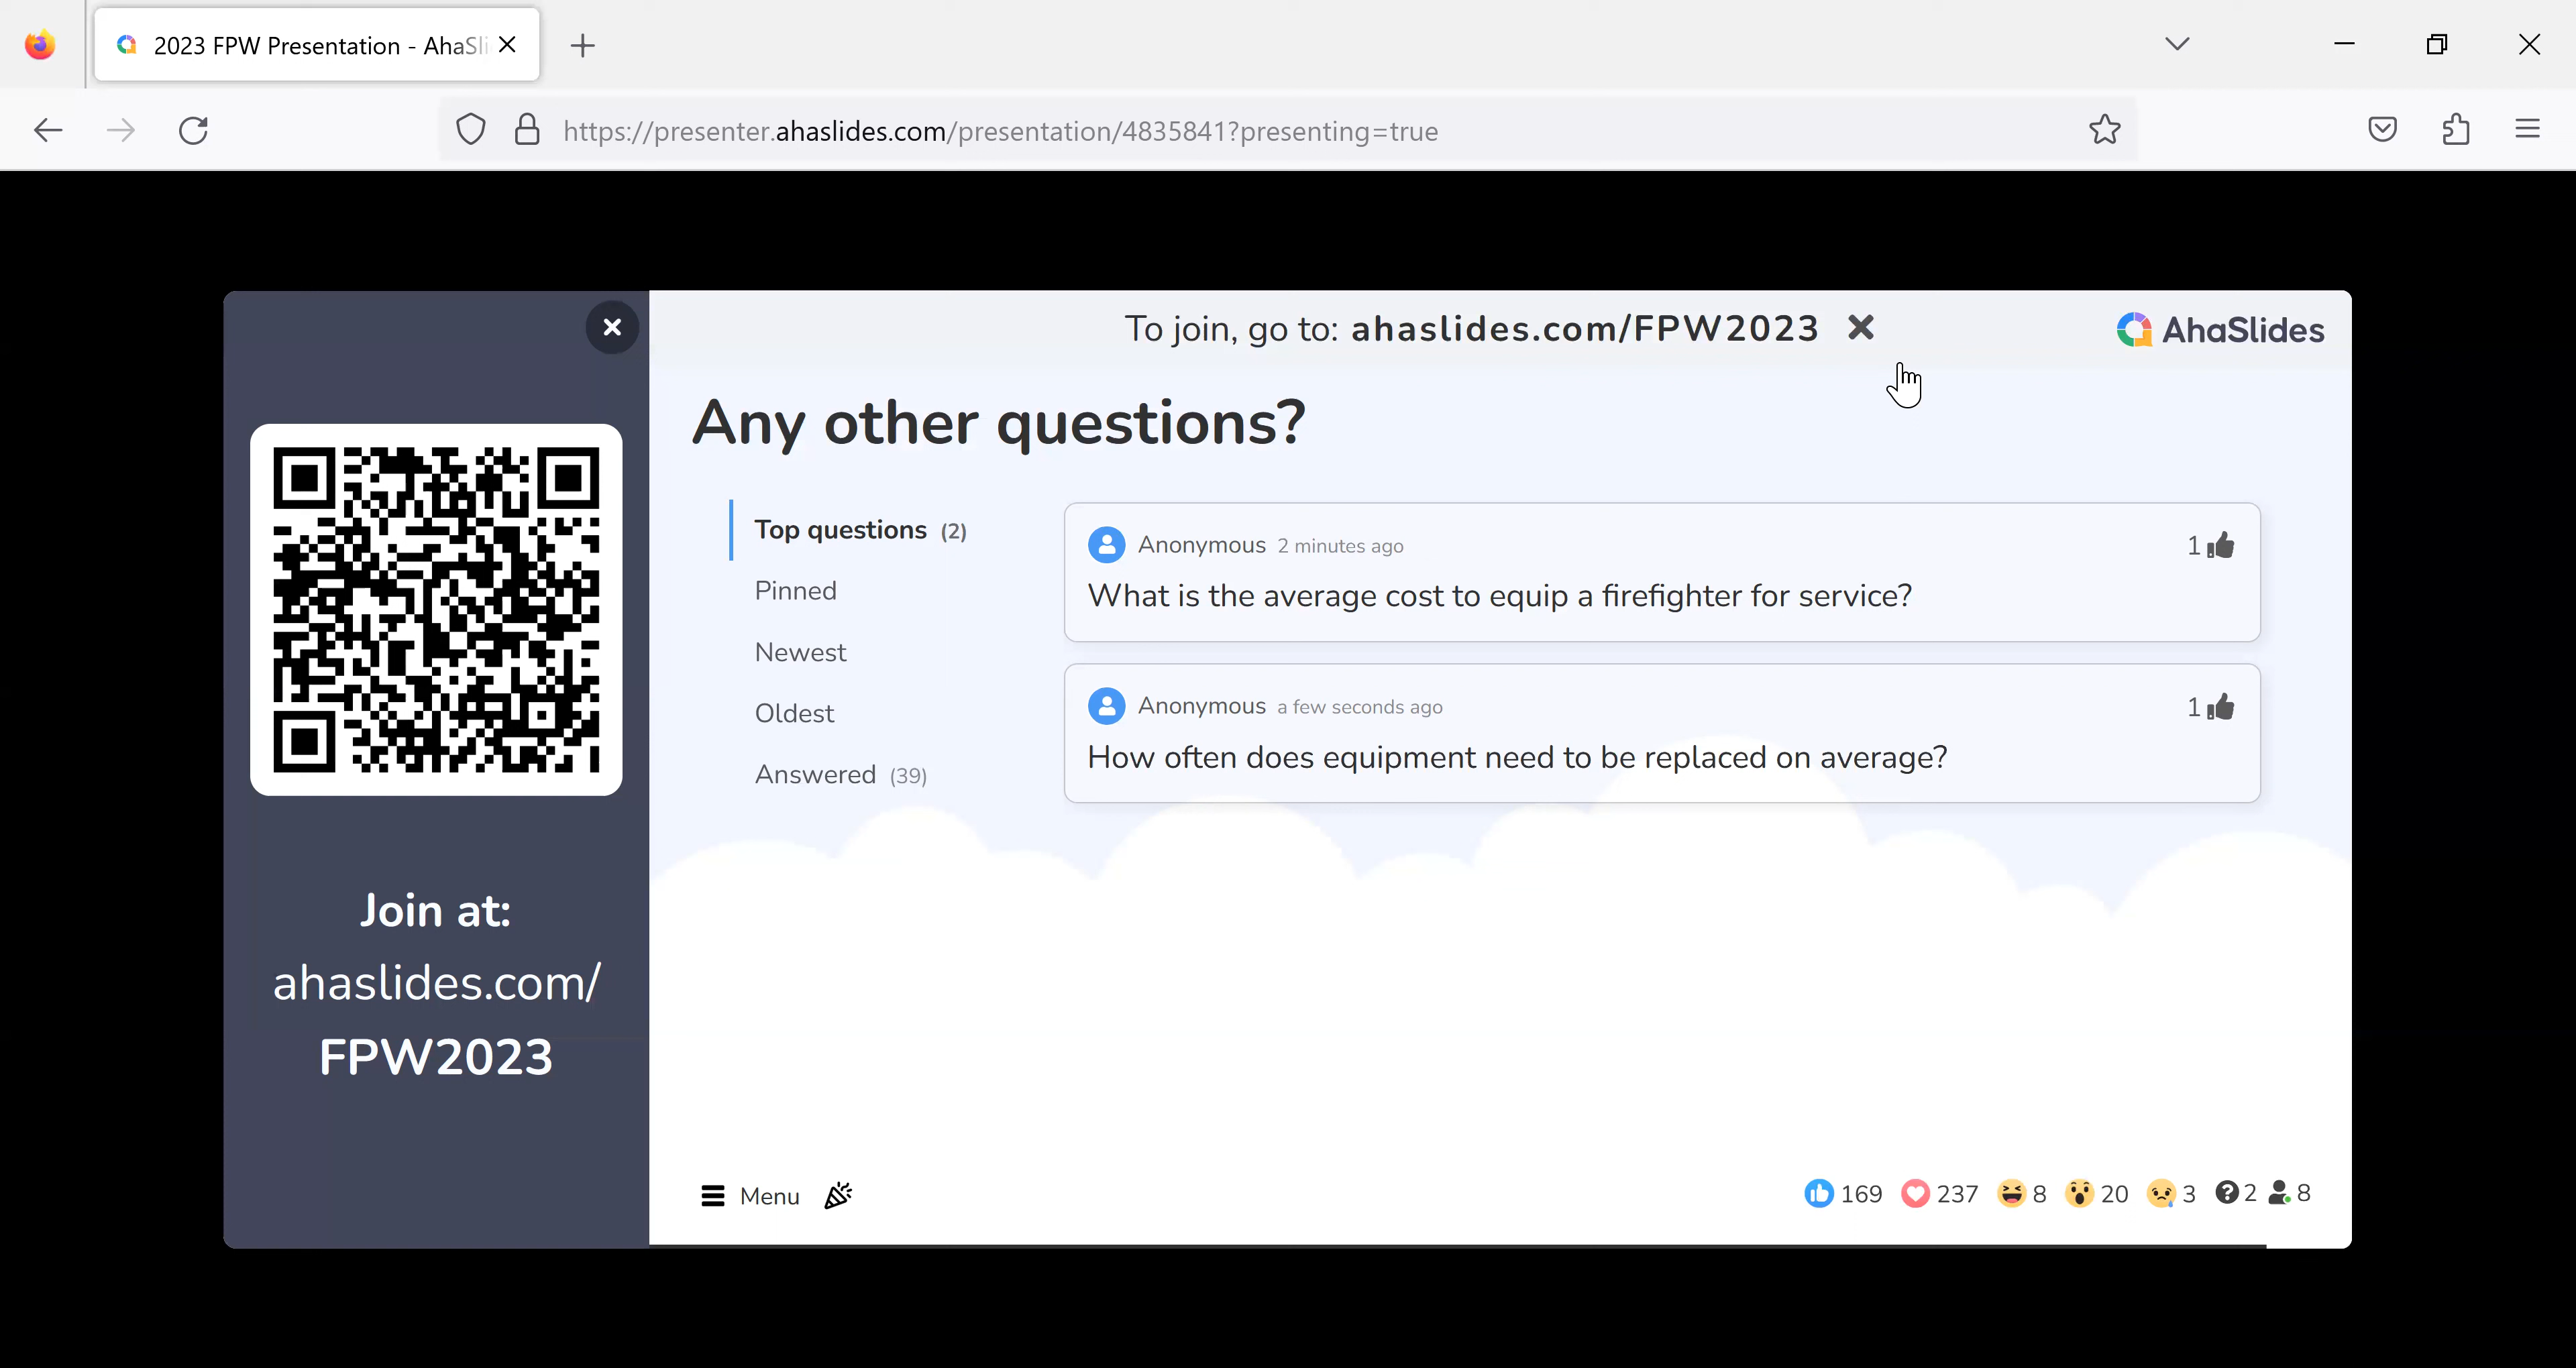 2023 FPW Presentation - AhaSli
https://presenter.ahaslides.com/presentation/4835841?presenting=true
To join, go to: ahaslides.com/FPW2023
AhaSlides
Any other questions?
Top questions (2)
Pinned
Newest
Oldest
Answered (39)
Anonymous 2 minutes ago
1
What is the average cost to equip a firefighter for service?
Anonymous a few seconds ago
1
How often does equipment need to be replaced on average?
Join at:
ahaslides.com/
FPW2023
Menu
169 237 8 20 3 2 8